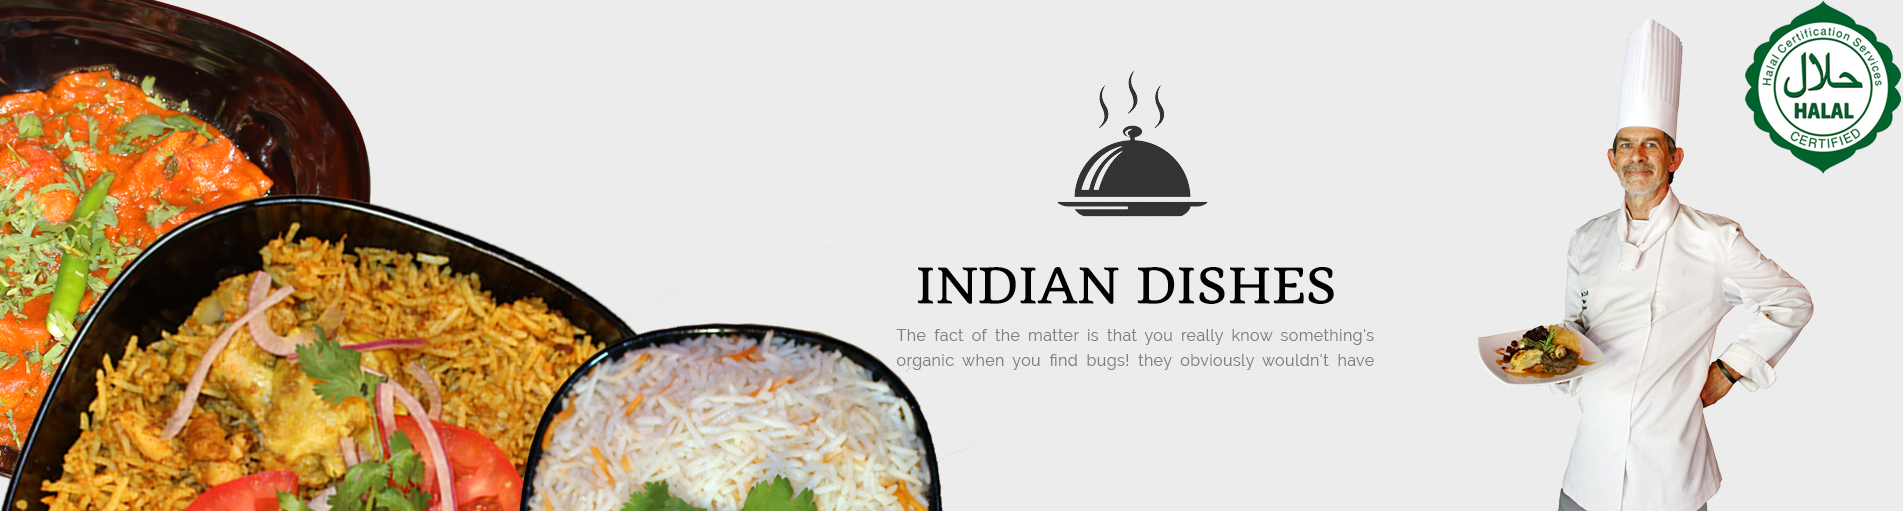 Halal Certification Services
حلال
HALAL
CERTIFIED
INDIAN DISHES
The fact of the matter is that you really know something's
organic when you find bugs! they obviously wouldn't have